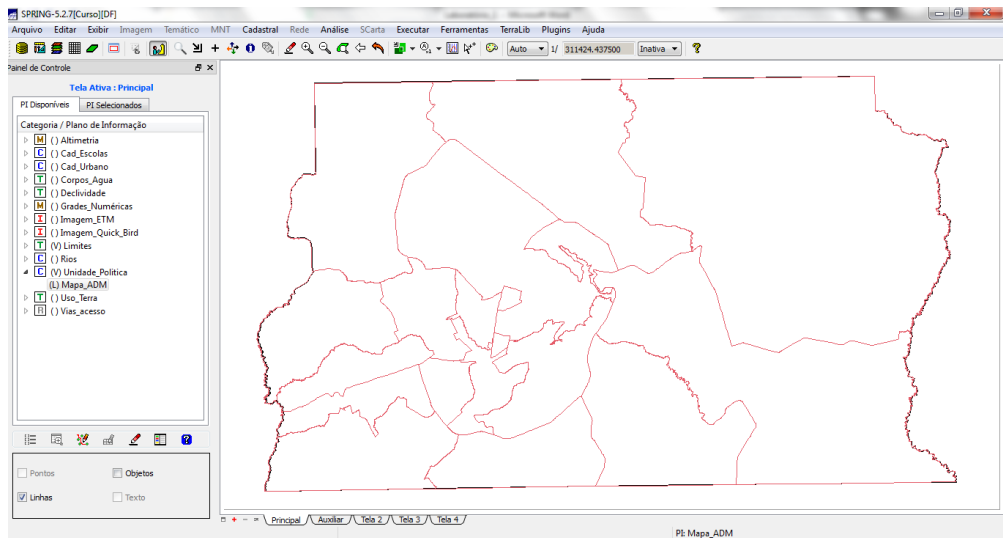 SPRING-5.2.7[Curso][DF]
Arquivo Editar Exibir Imagem Temático MNT Cadastral Rede Análise SCarta Executar Ferramentas TerraLib Plugins Ajuda
Auto 1/ 311424.437500 Inativa
Painel de Controle
Tela Ativa : Principal
PI Disponíveis PI Selecionados
Categoria / Plano de Informação
M () Altimetria
C () Cad_Escolas
C () Cad_Urbano
T () Corpos_Agua
T () Declividade
M () Grades_Numéricas
I () Imagem_ETM
I () Imagem_Quick_Bird
T (V) Limites
C () Rios
C (V) Unidade_Política
(L) Mapa_ADM
T () Uso_Terra
R () Vias_acesso
Pontos Objetos
Linhas Texto
Principal Auxiliar Tela 2 Tela 3 Tela 4
PI: Mapa_ADM